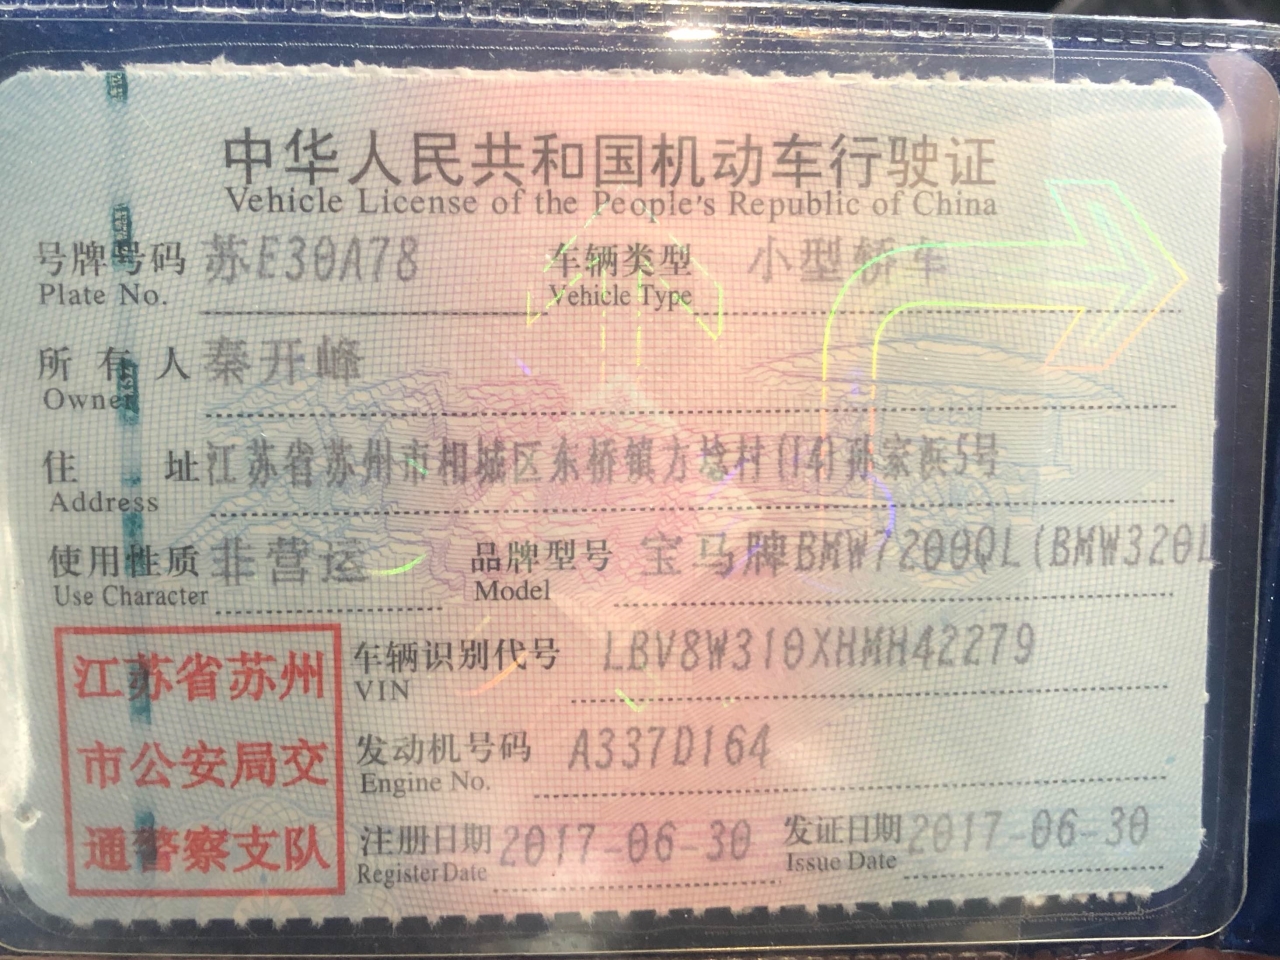 中华人民共和国机动车行驶证
Vehicle License of the People's Republic of China
号牌号码 苏E30A78 车辆类型 小型轿车
Plate No. Vehicle Type
所有人 秦开峰
Owner
住址 江苏省苏州市相城区东桥镇方埝村(14)孙家浜5号
Address
使用性质 非营运 品牌型号 宝马牌BMW7200QL(BMW320L
Use Character Model
江苏省苏州
市公安局交
通警察支队
车辆识别代号 LBV8W310XHMH42279
VIN
发动机号码 A337D164
Engine No.
注册日期 2017-06-30 发证日期 2017-06-30
Register Date Issue Date